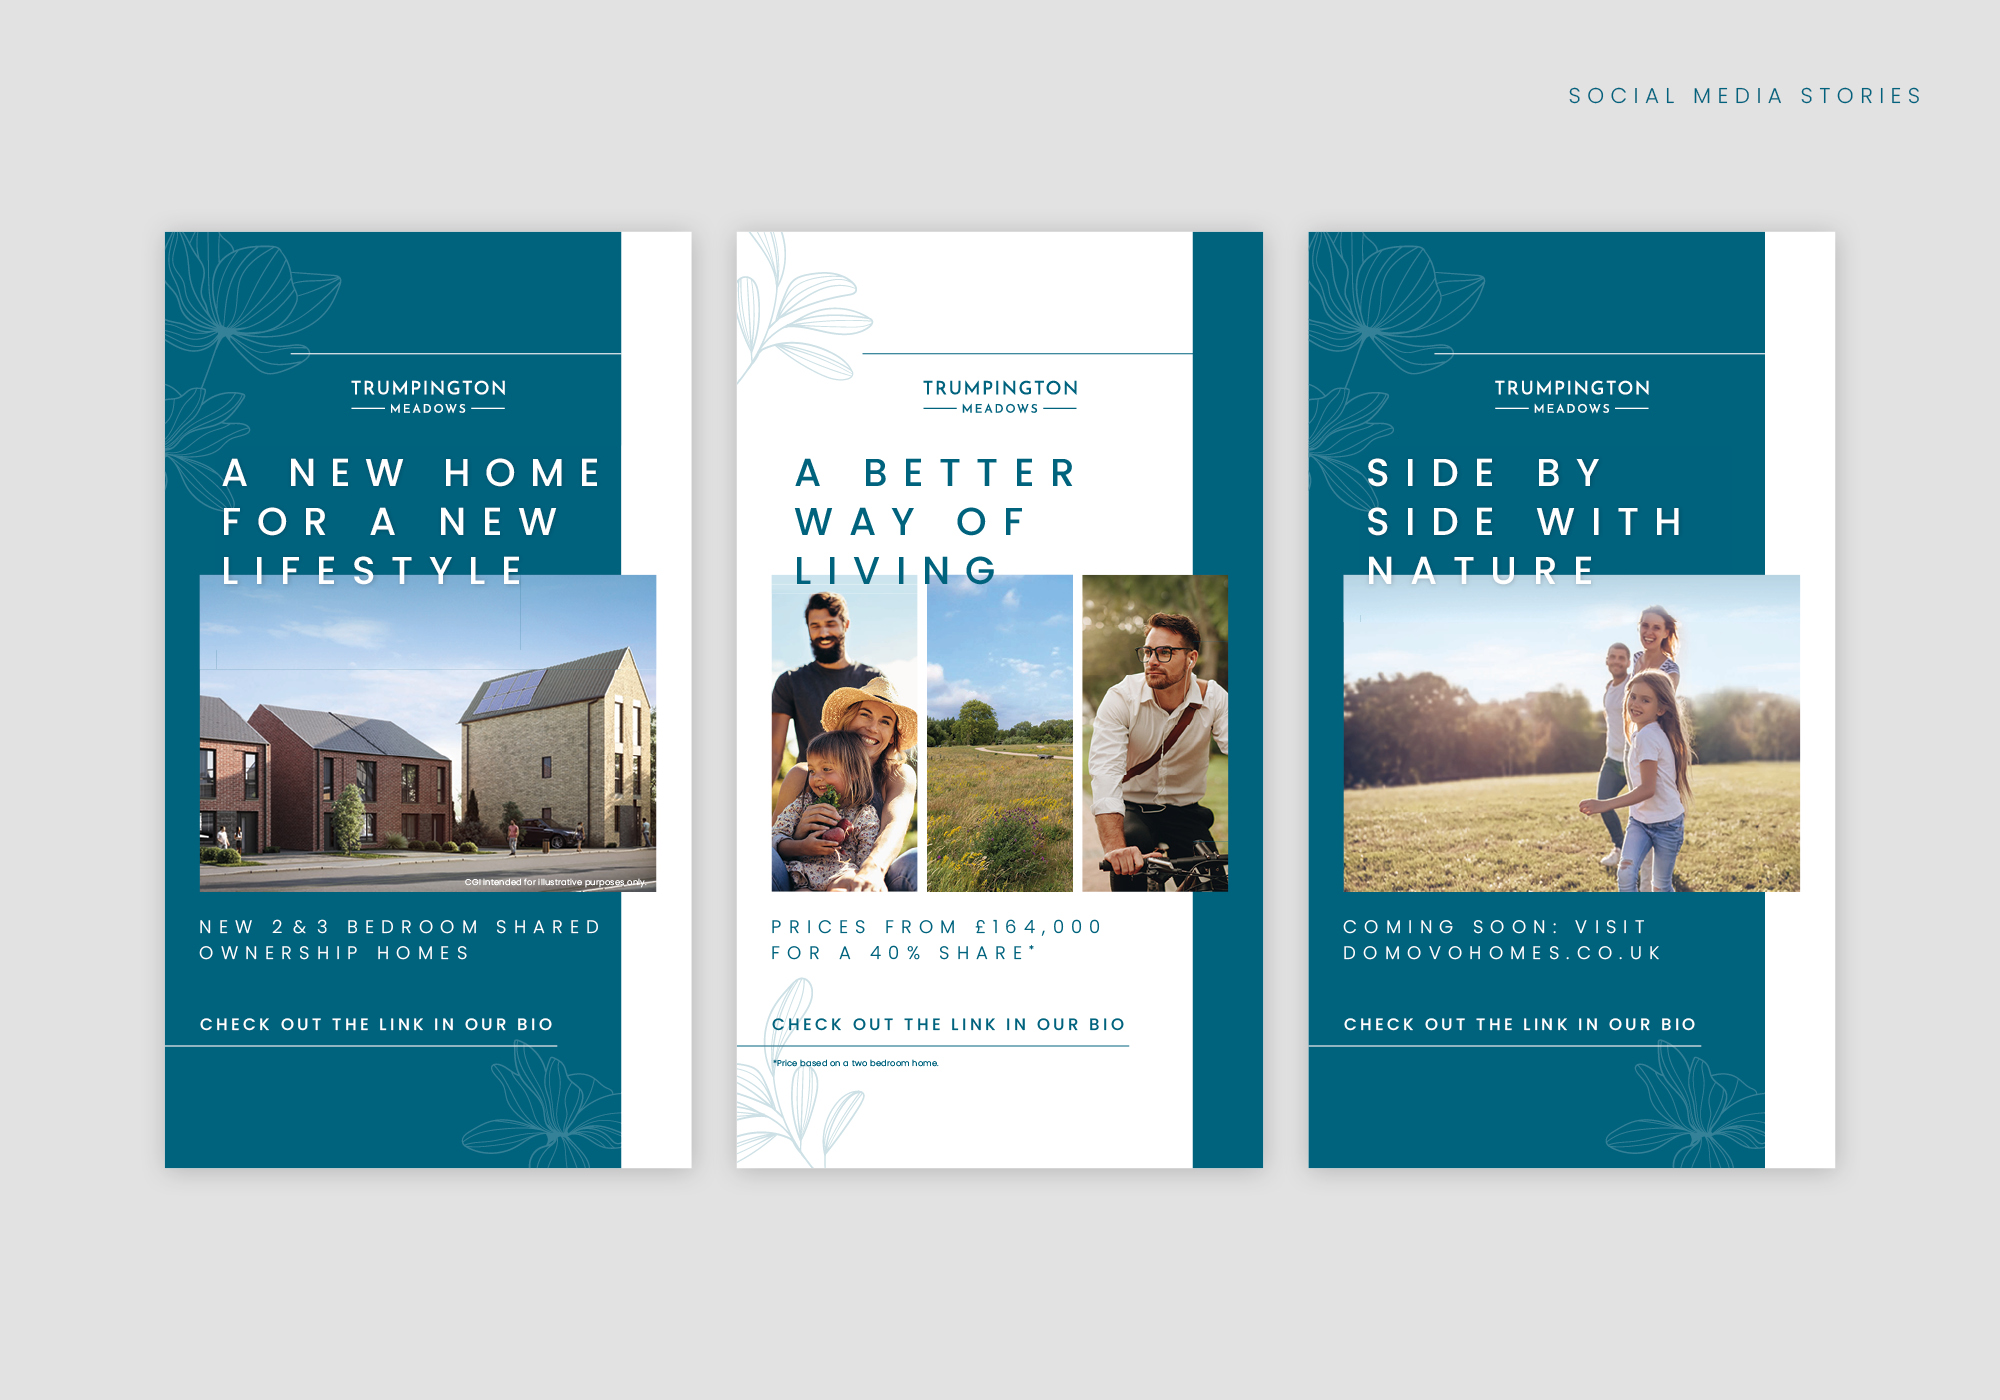 SOCIAL MEDIA STORIES
TRUMPINGTON
MEADOWS
A NEW HOME
FOR A NEW
LIFESTYLE
CGI intended for illustrative purposes only.
NEW 2&3 BEDROOM SHARED
OWNERSHIP HOMES
CHECK OUT THE LINK IN OUR BIO
TRUMPINGTON
MEADOWS
A BETTER
WAY OF
LIVING
PRICES FROM £164,000
FOR A 40% SHARE*
CHECK OUT THE LINK IN OUR BIO
*Price based on a two bedroom home.
TRUMPINGTON
MEADOWS
SIDE BY
SIDE WITH
NATURE
COMING SOON: VISIT
DOMOVOHOMES.CO.UK
CHECK OUT THE LINK IN OUR BIO